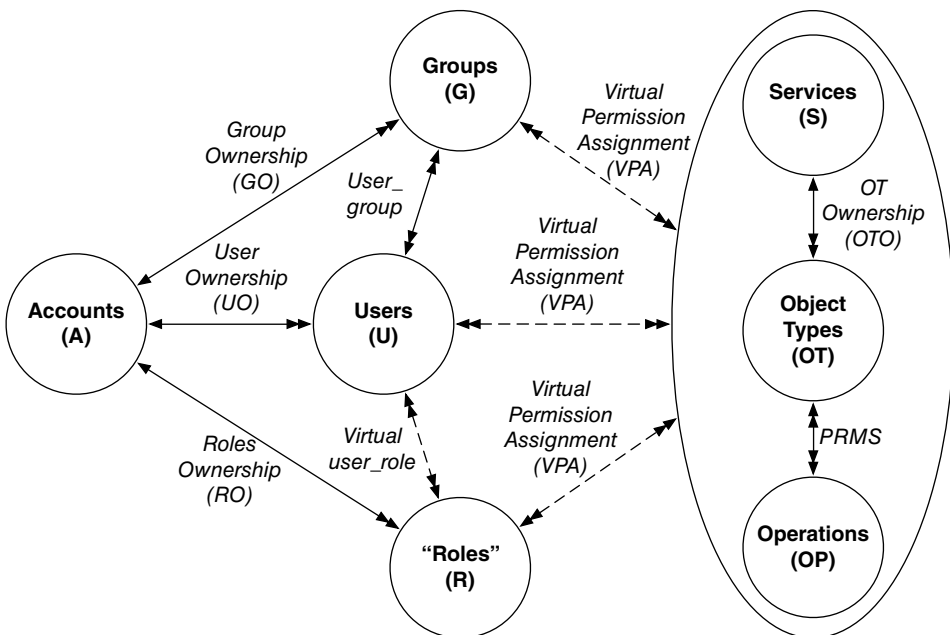 Groups
(G)
Services
(S)
Virtual
Permission
Assignment
(VPA)
Group
Ownership
(GO)
User_
group
OT
Ownership
(OTO)
User
Ownership
(UO)
Virtual
Permission
Assignment
(VPA)
Accounts
(A)
Users
(U)
Object
Types
(OT)
Virtual
Permission
Assignment
(VPA)
Roles
Ownership
(RO)
Virtual
user_role
PRMS
“Roles”
(R)
Operations
(OP)